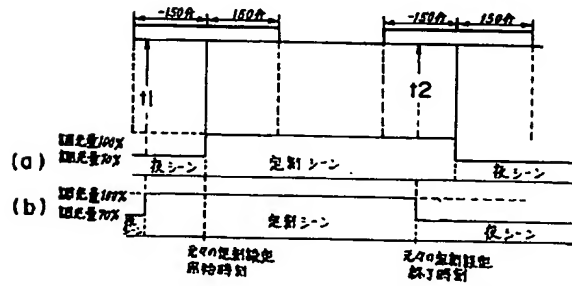 -150分 150分 -150分 150分
t1 t2
調光量100%
(a) 調光量70%
夜シーン 定刻シーン 夜シーン
調光量100%
(b) 調光量70%
夜シーン 定刻シーン 夜シーン
元々の定刻設定 元々の定刻設定
開始時刻 終了時刻